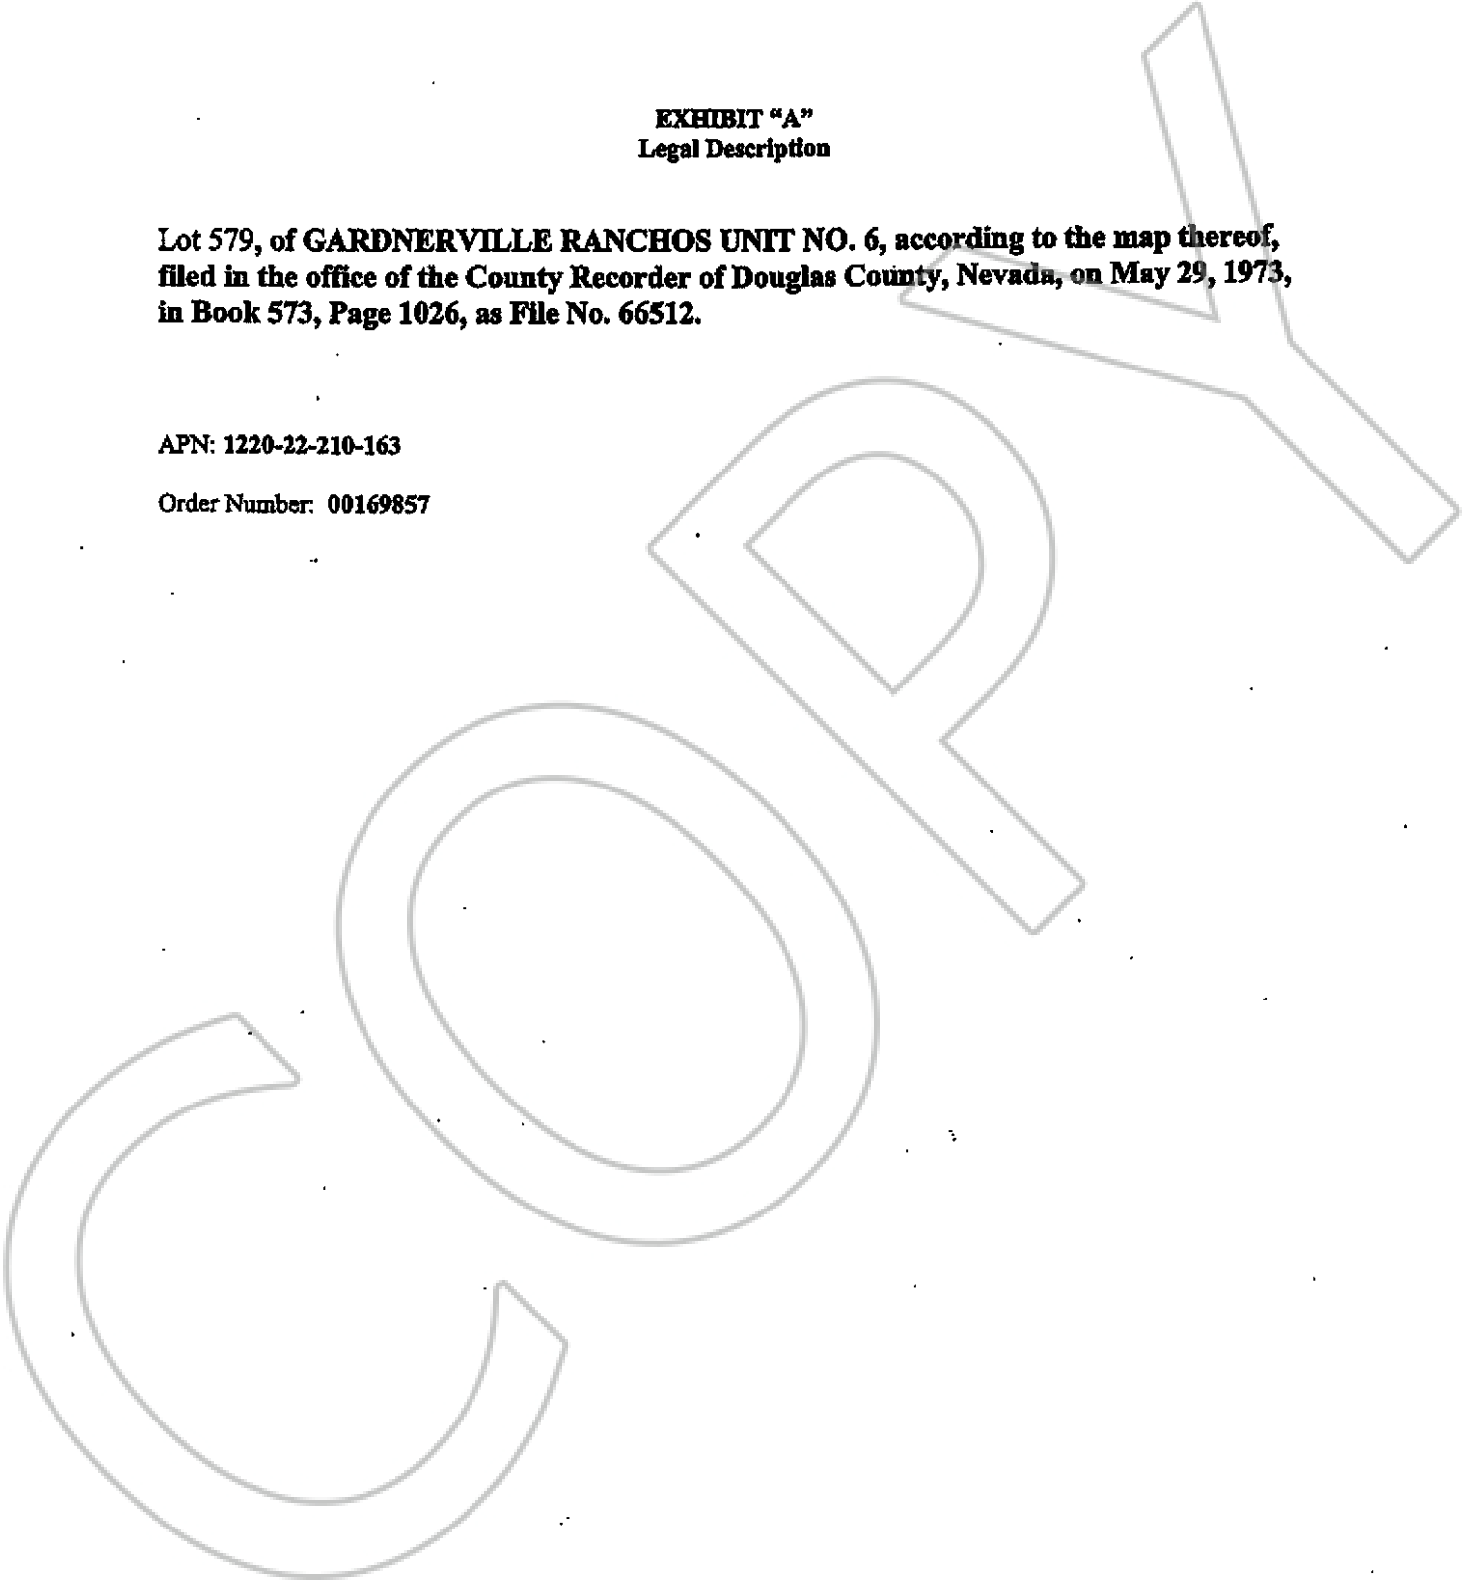 EXHIBIT “A”
Legal Description
Lot 579, of GARDNERVILLE RANCHOS UNIT NO. 6, according to the map thereof,
filed in the office of the County Recorder of Douglas County, Nevada, on May 29, 1973,
in Book 573, Page 1026, as File No. 66512.
APN: 1220-22-210-163
Order Number: 00169857
COPY